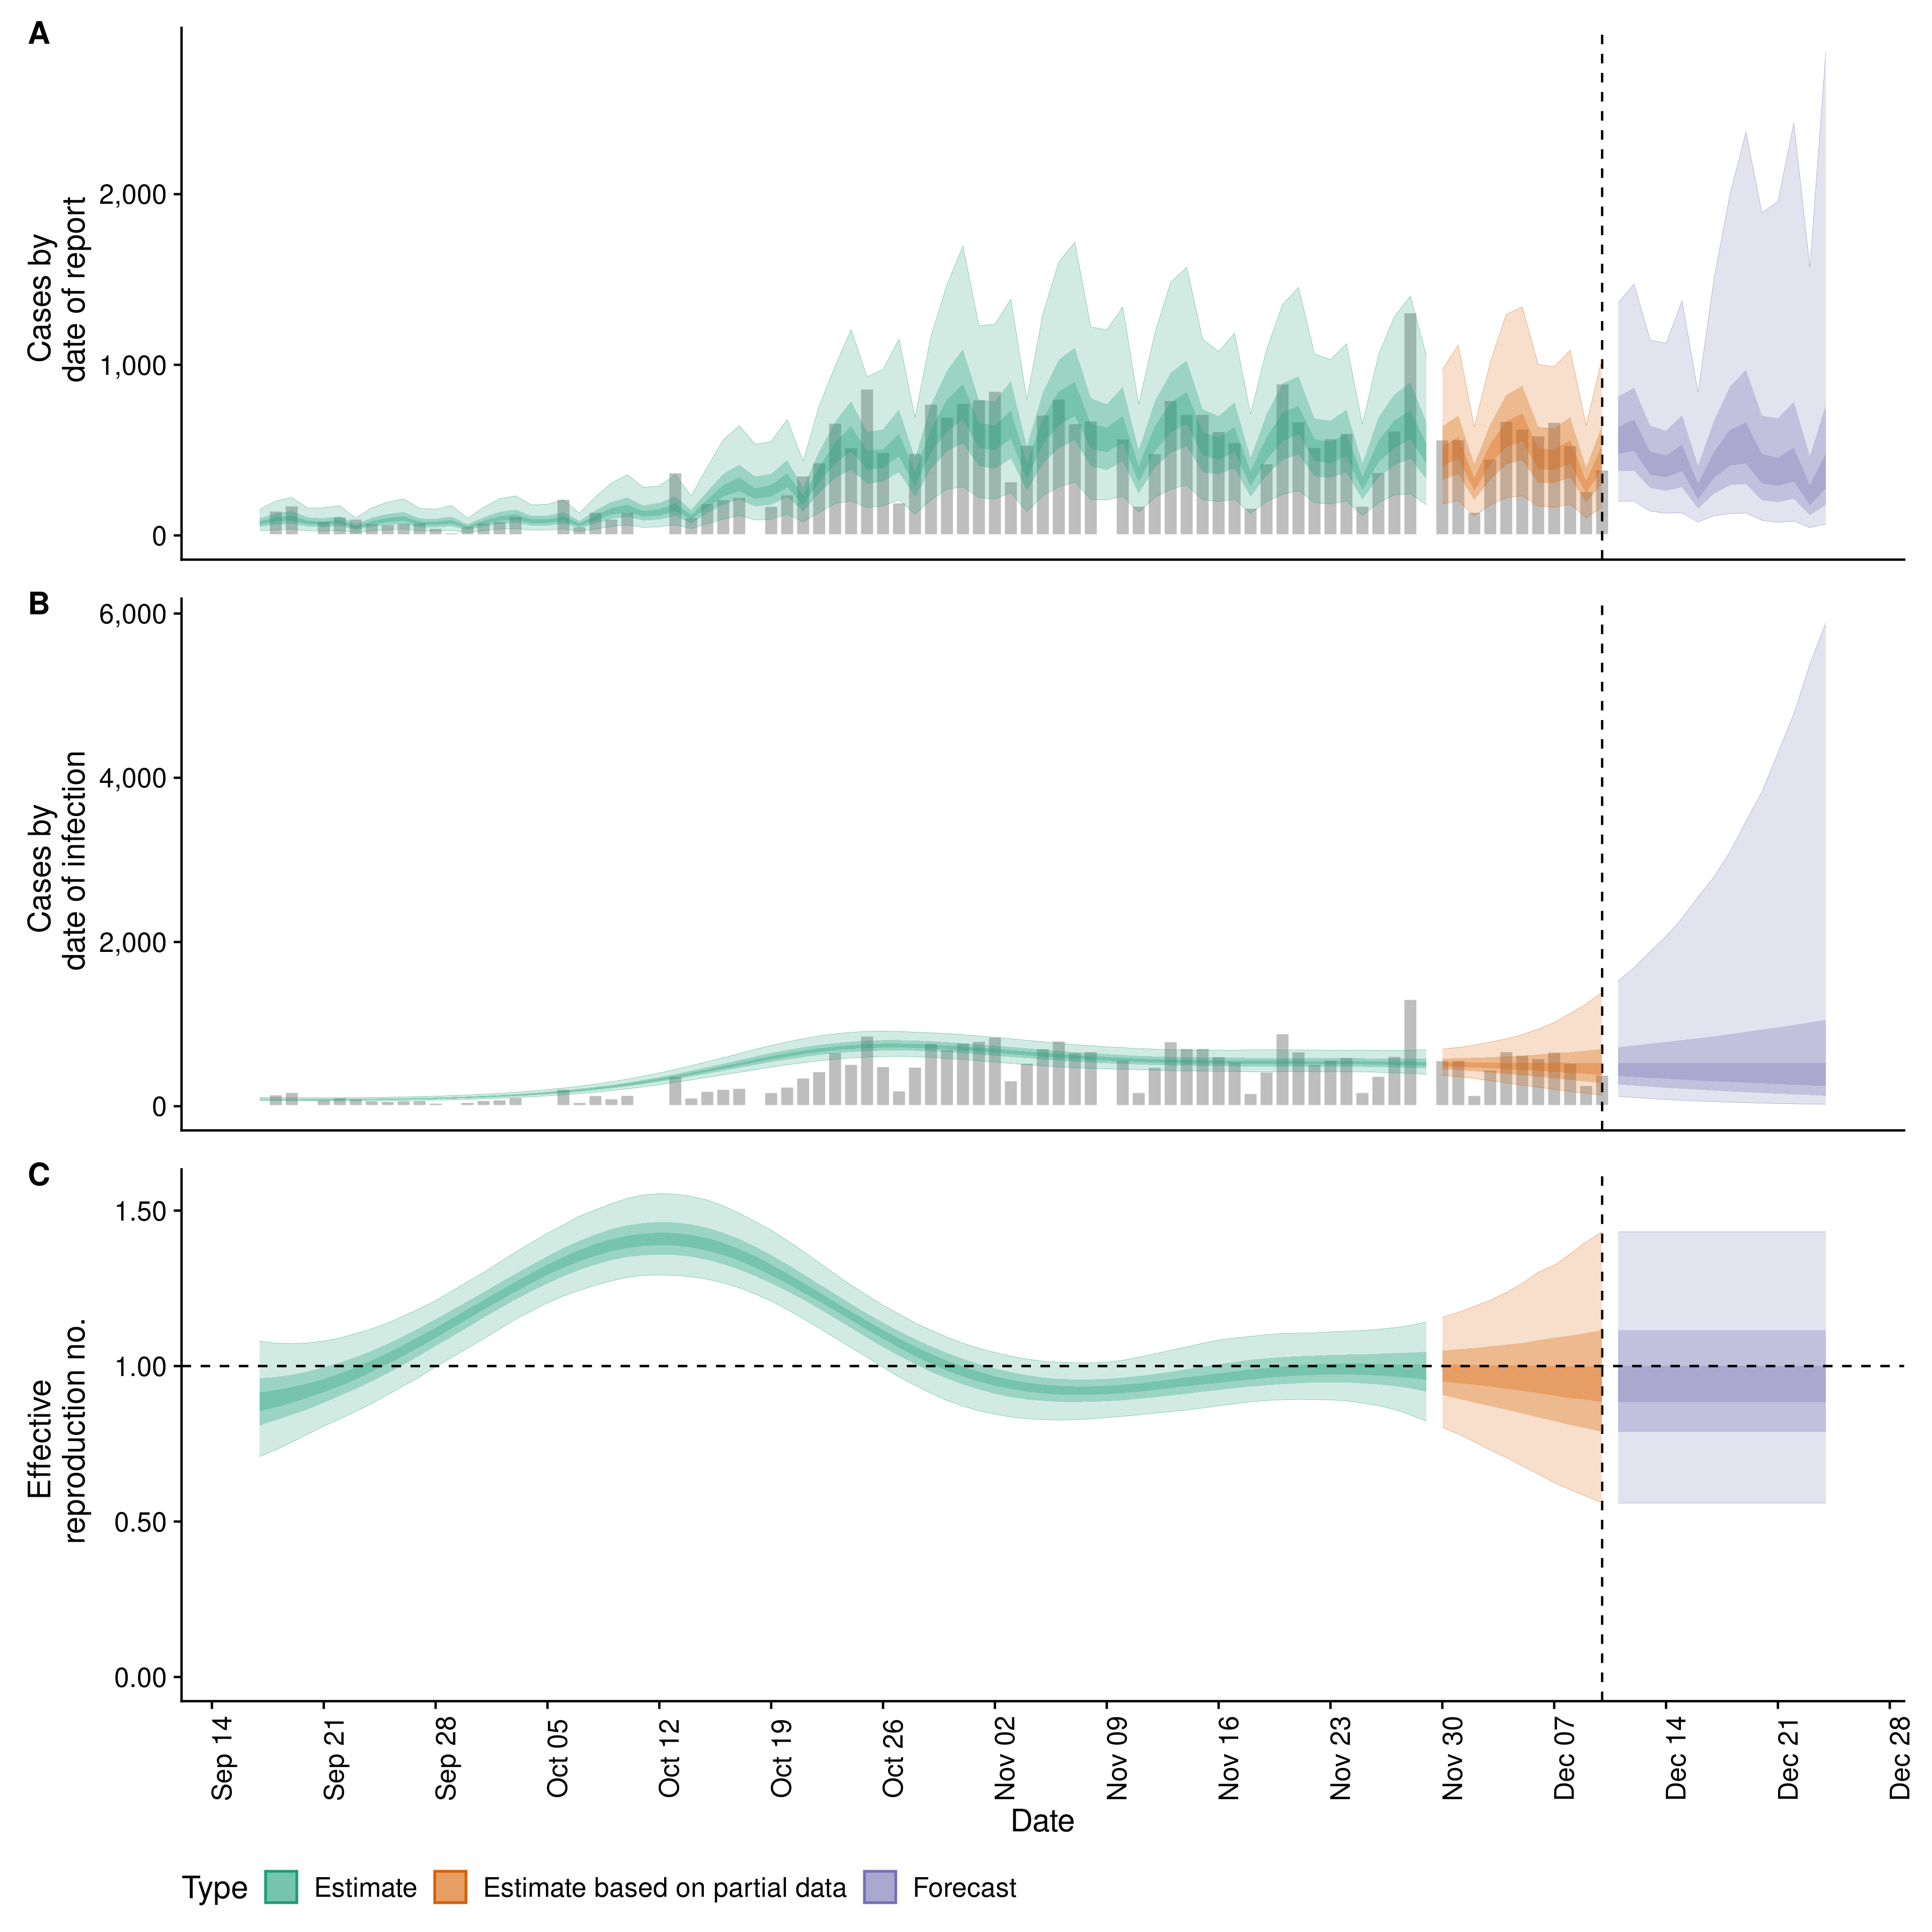 A
Cases by
date of report
2,000
1,000
0
B
Cases by
date of infection
6,000
4,000
2,000
0
C
Effective
reproduction no.
1.50
1.00
0.50
0.00
Sep 14
Sep 21
Sep 28
Oct 05
Oct 12
Oct 19
Oct 26
Nov 02
Nov 09
Nov 16
Nov 23
Nov 30
Dec 07
Dec 14
Dec 21
Dec 28
Date
Type Estimate Estimate based on partial data Forecast